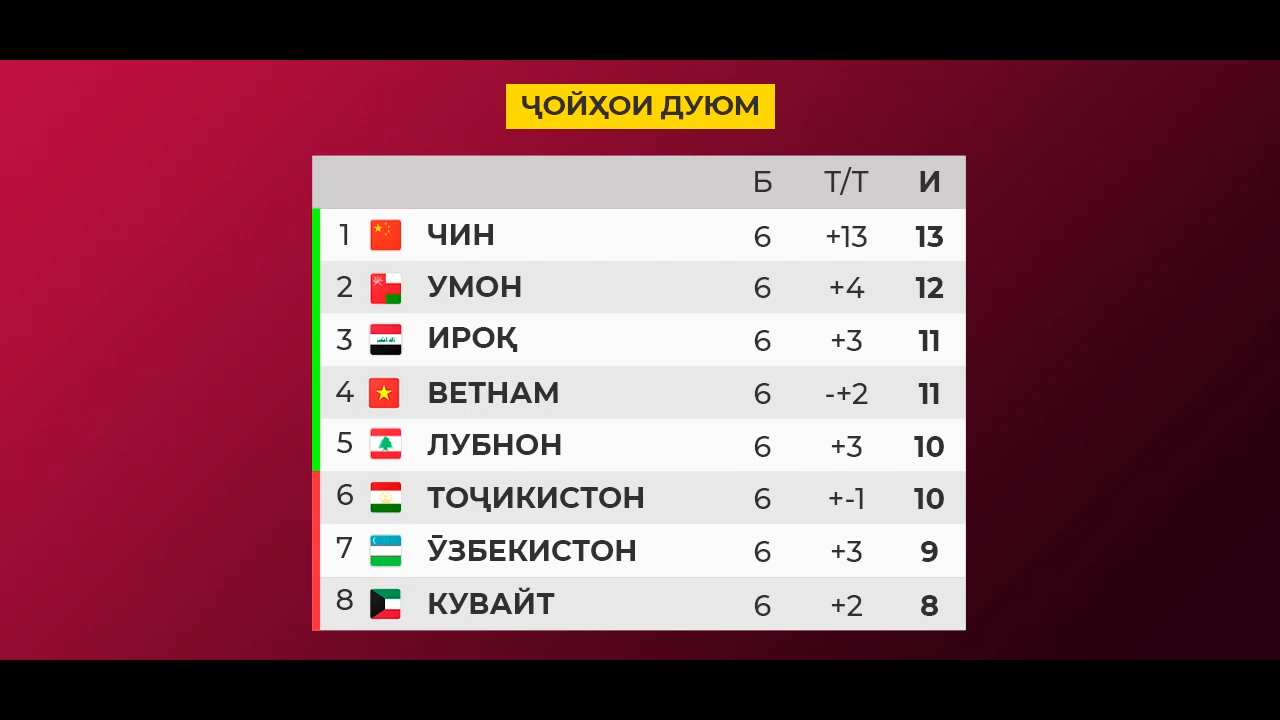 ҶОЙҲОИ ДУЮМ
Б Т/Т И
1 ЧИН 6 +13 13
2 УМОН 6 +4 12
3 ИРОҚ 6 +3 11
4 ВЕТНАМ 6 -+2 11
5 ЛУБНОН 6 +3 10
6 ТОҶИКИСТОН 6 +-1 10
7 ӮЗБЕКИСТОН 6 +3 9
8 КУВАЙТ 6 +2 8